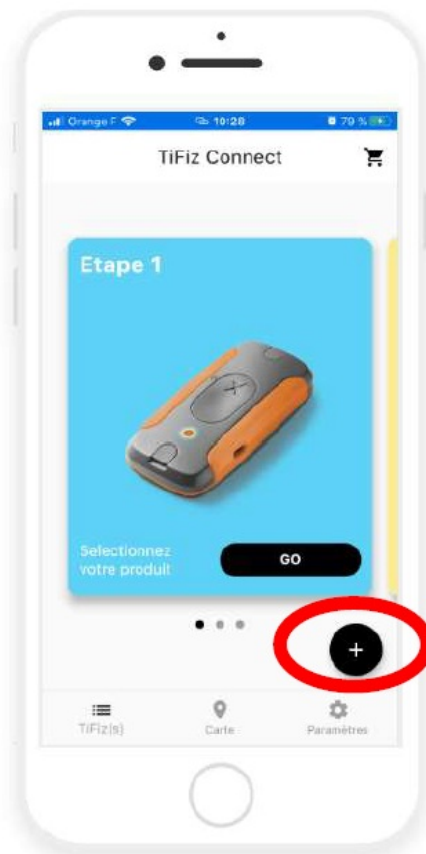 Orange F 10:28 79 %
TiFiz Connect
Etape 1
Selectionnez
votre produit
GO
+
TiFiz(s) Carte Paramètres